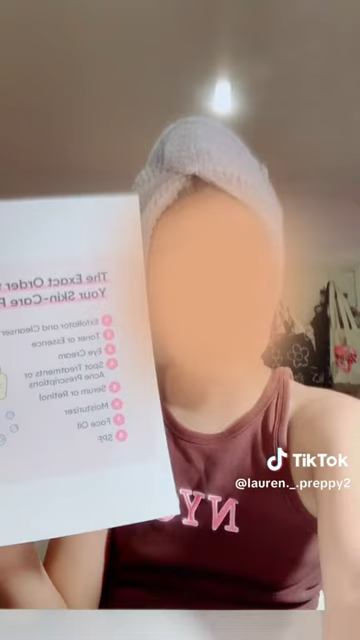 The Exact Order
Your Skin-Care
1 Exfoliator and Cleanser
2 Toner or Essence
3 Eye Cream
4 Spot Treatments or
Acne Prescriptions
5 Serum or Retinol
6 Moisturizer
7 Face Oil
8 SPF
NYC
TikTok
@lauren._.preppy2